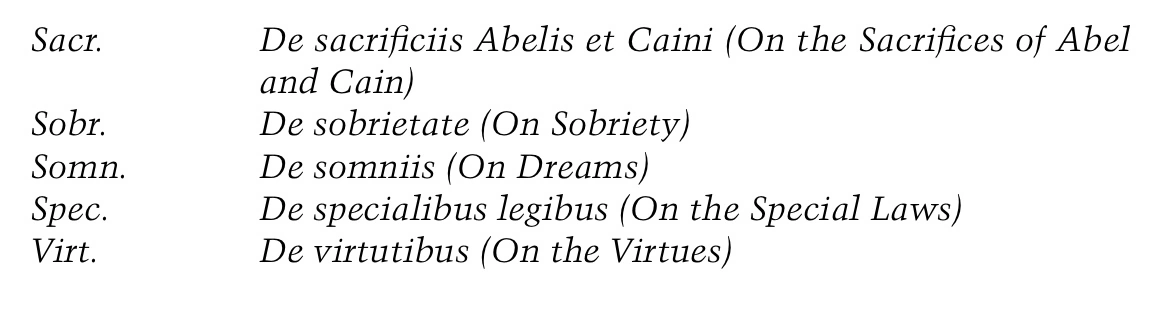 Sacr. De sacrificiis Abelis et Caini (On the Sacrifices of Abel
and Cain)
Sobr. De sobrietate (On Sobriety)
Somn. De somniis (On Dreams)
Spec. De specialibus legibus (On the Special Laws)
Virt. De virtutibus (On the Virtues)